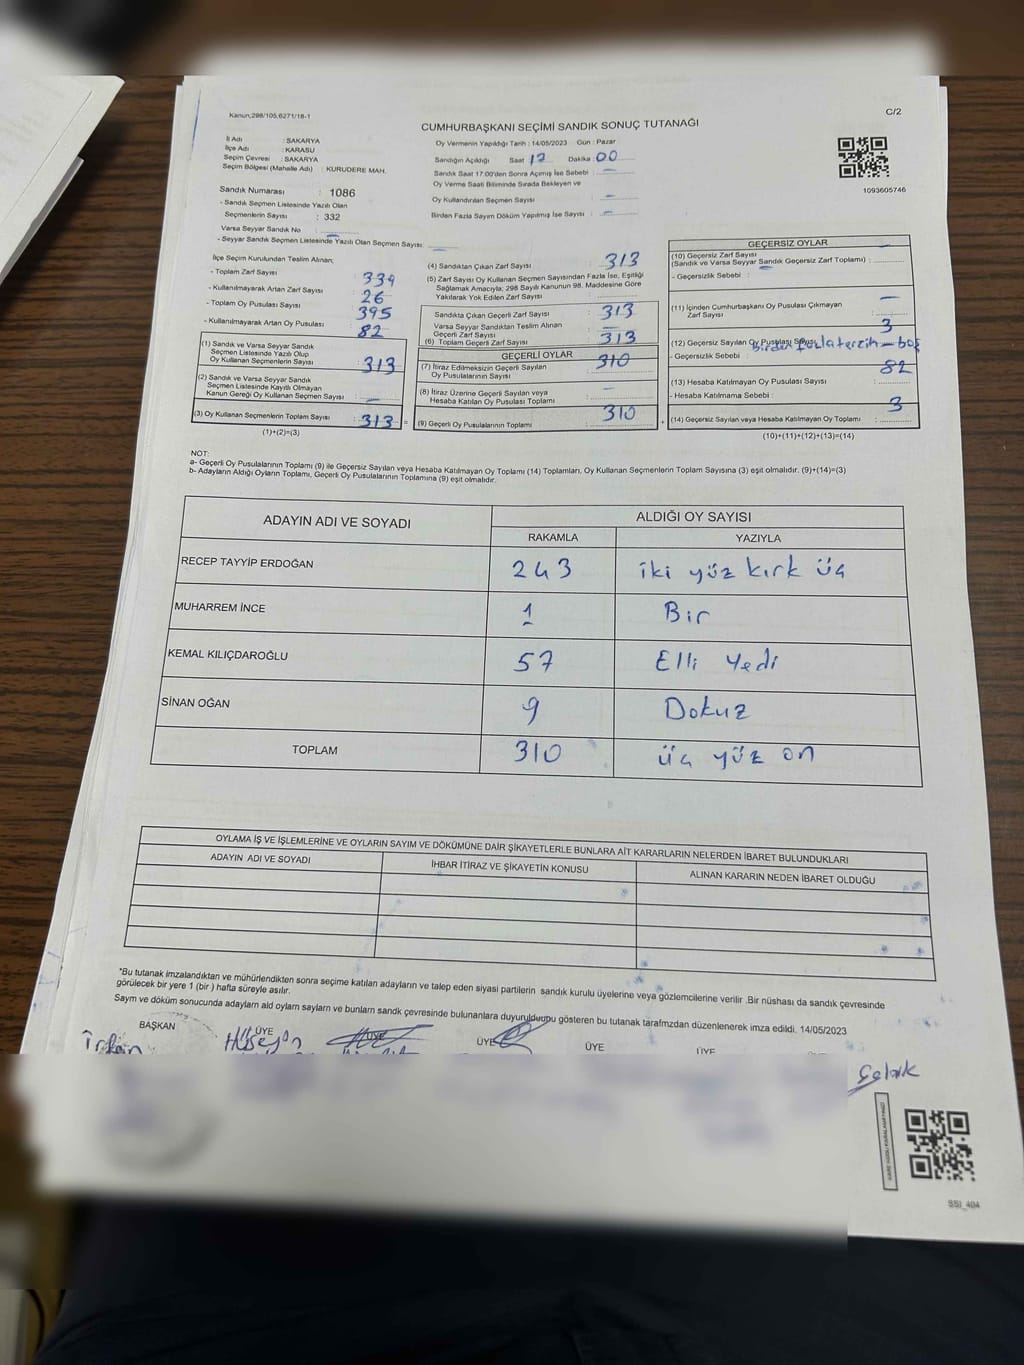 Kanun,298/105,6271/18-1
C/2
CUMHURBAŞKANI SEÇİMİ SANDIK SONUÇ TUTANAĞI
İl Adı : SAKARYA
İlçe Adı : KARASU
Seçim Çevresi : SAKARYA
Seçim Bölgesi (Mahalle Adı) : KURUDERE MAH.
Oy Vermenin Yapıldığı Tarih : 14/05/2023 Gün : Pazar
Sandığın Açıldığı Saat 17 Dakika 00
Sandık Saat 17:00'den Sonra Açımış İse Sebebi :
Oy Verme Saati Bitiminde Sırada Bekleyen ve
Oy Kullandırılan Seçmen Sayısı :
Birden Fazla Sayım Döküm Yapılmış İse Sayısı :
1093605746
Sandık Numarası : 1086
- Sandık Seçmen Listesinde Yazılı Olan
Seçmenlerin Sayısı : 332
Varsa Seyyar Sandık No :
- Seyyar Sandık Seçmen Listesinde Yazılı Olan Seçmen Sayısı:
İlçe Seçim Kurulundan Teslim Alınan;
- Toplam Zarf Sayısı : 339
- Kullanılmayarak Artan Zarf Sayısı : 26
- Toplam Oy Pusulası Sayısı : 395
- Kullanılmayarak Artan Oy Pusulası : 82
(1) Sandık ve Varsa Seyyar Sandık
Seçmen Listesinde Yazılı Olup
Oy Kullanan Seçmenlerin Sayısı : 313
(2) Sandık ve Varsa Seyyar Sandık
Seçmen Listesinde Kayıtlı Olmayan
Kanun Gereği Oy Kullanan Seçmen Sayısı : —
(3) Oy Kullanan Seçmenlerin Toplam Sayısı : 313 =
(1)+(2)=(3)
(4) Sandıktan Çıkan Zarf Sayısı : 313
(5) Zarf Sayısı Oy Kullanan Seçmen Sayısından Fazla İse, Eşitliği
Sağlamak Amacıyla; 298 Sayılı Kanunun 98. Maddesine Göre
Yakılarak Yok Edilen Zarf Sayısı :
Sandıkta Çıkan Geçerli Zarf Sayısı : 313
Varsa Seyyar Sandıktan Teslim Alınan
Geçerli Zarf Sayısı : —
(6) Toplam Geçerli Zarf Sayısı : 313
GEÇERLİ OYLAR
(7) İtiraz Edilmeksizin Geçerli Sayılan
Oy Pusulalarının Sayısı : 310
(8) İtiraz Üzerine Geçerli Sayılan veya
Hesaba Katılan Oy Pusulası Toplamı : —
(9) Geçerli Oy Pusulalarının Toplamı : 310 +
GEÇERSİZ OYLAR
(10) Geçersiz Zarf Sayısı
(Sandık ve Varsa Seyyar Sandık Geçersiz Zarf Toplamı) : —
- Geçersizlik Sebebi : —
(11) İçinden Cumhurbaşkanı Oy Pusulası Çıkmayan
Zarf Sayısı : —
(12) Geçersiz Sayılan Oy Pusulası Sayısı 3
- Geçersizlik Sebebi : Birden fazla terzih – boş
(13) Hesaba Katılmayan Oy Pusulası Sayısı : 82
- Hesaba Katılmama Sebebi :
(14) Geçersiz Sayılan veya Hesaba Katılmayan Oy Toplamı : 3
(10)+(11)+(12)+(13)=(14)
NOT:
a- Geçerli Oy Pusulalarının Toplamı (9) ile Geçersiz Sayılan veya Hesaba Katılmayan Oy Toplamı (14) Toplamları, Oy Kullanan Seçmenlerin Toplam Sayısına (3) eşit olmalıdır. (9)+(14)=(3)
b- Adayların Aldığı Oyların Toplamı, Geçerli Oy Pusulalarının Toplamına (9) eşit olmalıdır.
ADAYIN ADI VE SOYADI ALDIĞI OY SAYISI
RAKAMLA YAZIYLA
RECEP TAYYİP ERDOĞAN 243 iki yüz kırk üç
MUHARREM İNCE 1 Bir
KEMAL KILIÇDAROĞLU 57 Elli Yedi
SİNAN OĞAN 9 Dokuz
TOPLAM 310 üç yüz on
OYLAMA İŞ VE İŞLEMLERİNE VE OYLARIN SAYIM VE DÖKÜMÜNE DAİR ŞİKAYETLERLE BUNLARA AİT KARARLARIN NELERDEN İBARET BULUNDUKLARI
ADAYIN ADI VE SOYADI İHBAR İTİRAZ VE ŞİKAYETİN KONUSU ALINAN KARARIN NEDEN İBARET OLDUĞU
"Bu tutanak imzalandıktan ve mühürlendikten sonra seçime katılan adayların ve talep eden siyasi partilerin sandık kurulu üyelerine veya gözlemcilerine verilir .Bir nüshası da sandık çevresinde
görülecek bir yere 1 (bir ) hafta süreyle asılır.
Sayım ve döküm sonucunda adayların ald oyların sayların ve bunların sandk çevresinde bulunanlara duyurulduğu gösteren bu tutanak tarafmzdan düzenlenerek imza edildi. 14/05/2023
BAŞKAN ÜYE ÜYE ÜYE ÜYE ÜYE
İrfan Hüseyin
Çelik
SSI_404